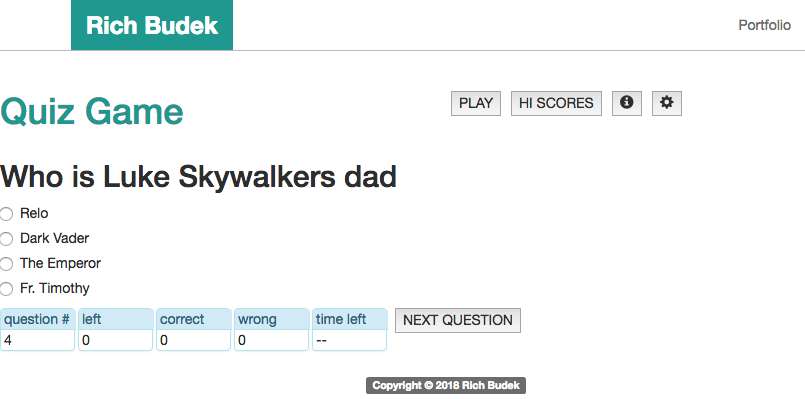 Rich Budek
Portfolio
Quiz Game
PLAY
HI SCORES
Who is Luke Skywalkers dad
Relo
Dark Vader
The Emperor
Fr. Timothy
question # left correct wrong time left
NEXT QUESTION
4 0 0 0 --
Copyright © 2018 Rich Budek